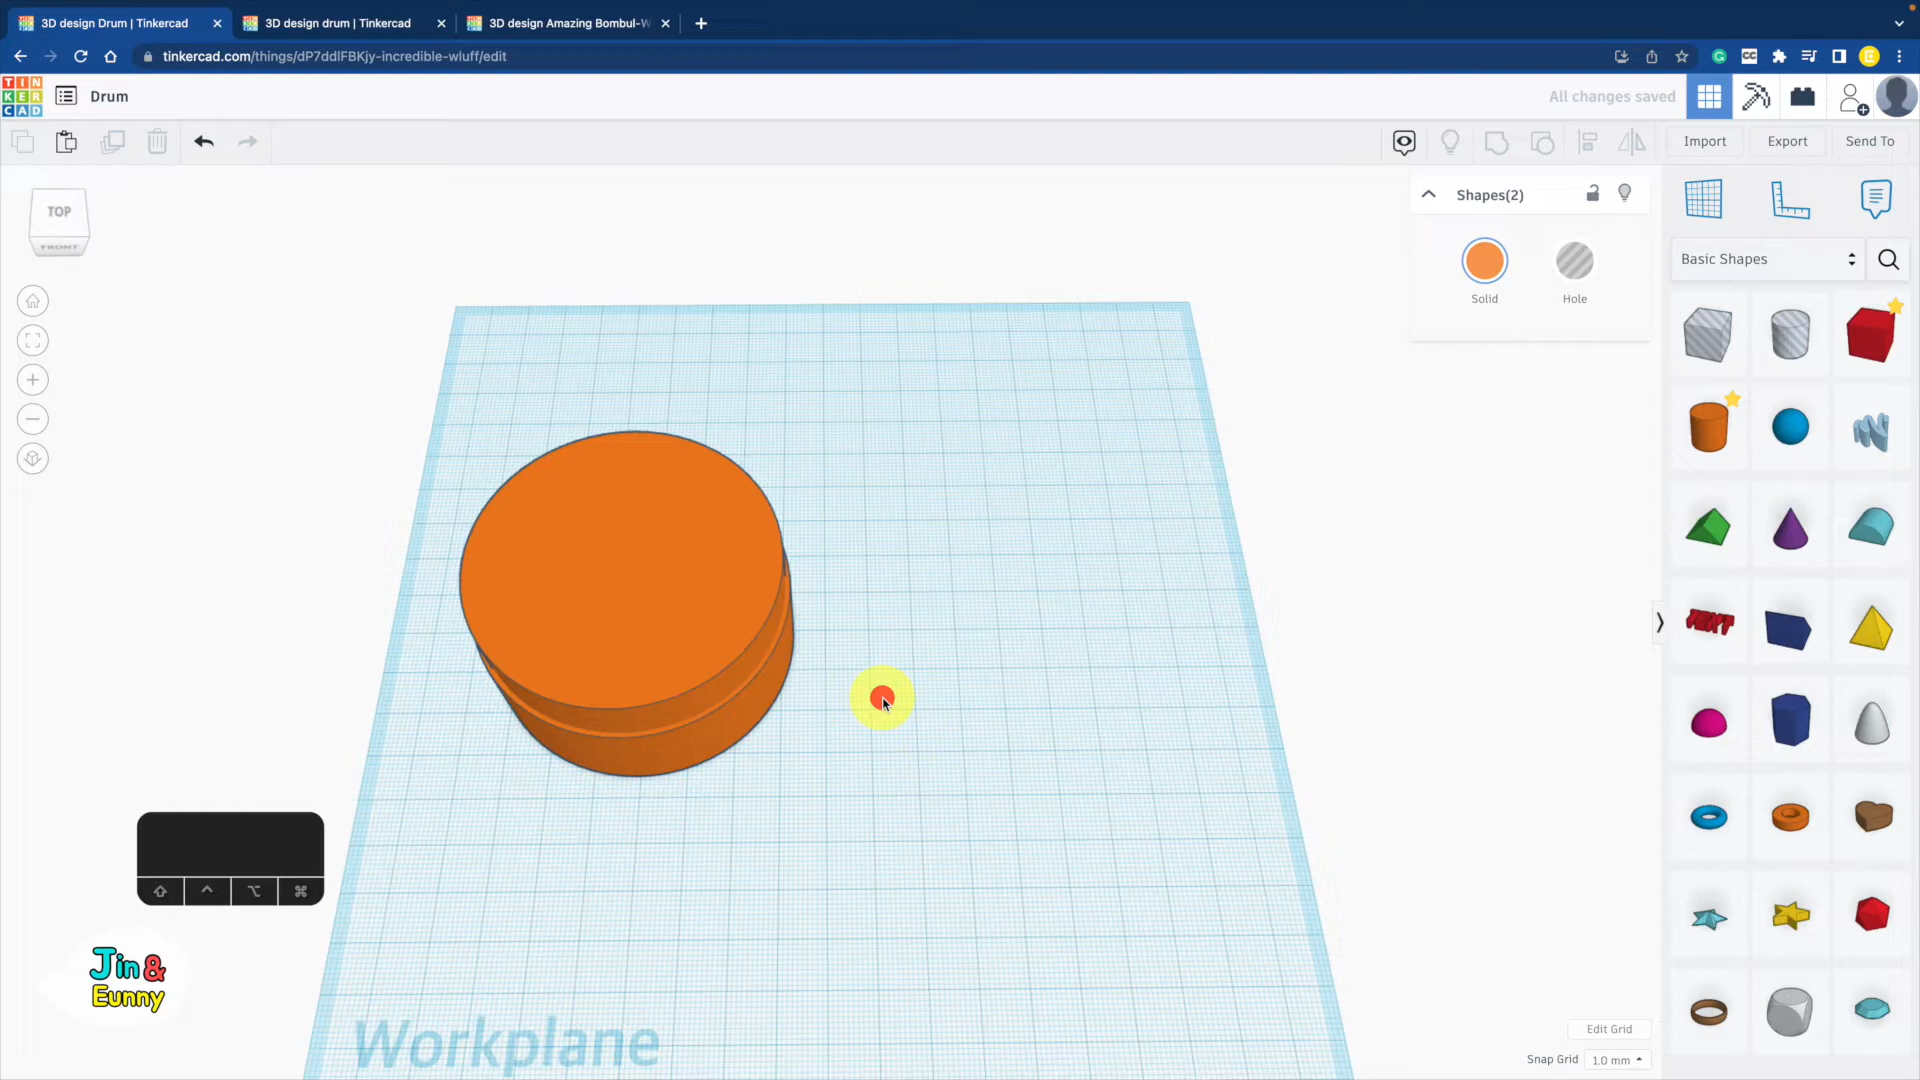 3D design Drum | Tinkercad
3D design drum | Tinkercad
3D design Amazing Bombul-W
tinkercad.com/things/dP7ddlFBKjy-incredible-wluff/edit
TIN
KER
CAD
Drum
All changes saved
Import
Export
Send To
TOP
FRONT
Shapes(2)
Solid
Hole
Basic Shapes
TEXT
Workplane
Jin &
Eunny
Edit Grid
Snap Grid 1.0 mm